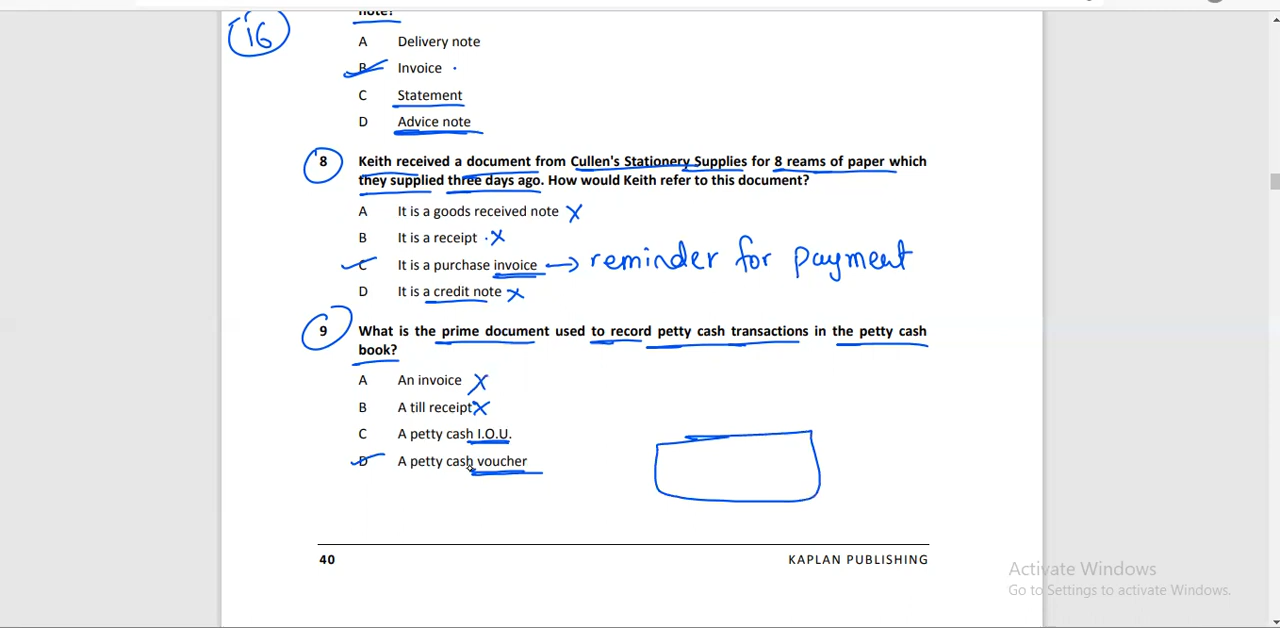 note?
16
A Delivery note
B Invoice
C Statement
D Advice note
8 Keith received a document from Cullen's Stationery Supplies for 8 reams of paper which
they supplied three days ago. How would Keith refer to this document?
A It is a goods received note X
B It is a receipt X
C It is a purchase invoice → reminder for payment
D It is a credit note X
9 What is the prime document used to record petty cash transactions in the petty cash
book?
A An invoice X
B A till receipt X
C A petty cash I.O.U.
D A petty cash voucher
40 KAPLAN PUBLISHING
Activate Windows
Go to Settings to activate Windows.